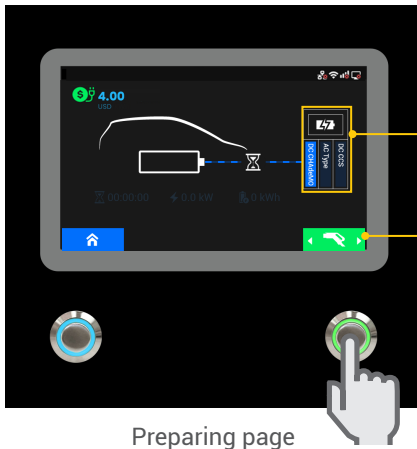 $ 4.00
USD
DC CCS
AC Type
DC CHAdeMO
00:00:00 0.0 kW 0 kWh
Preparing page